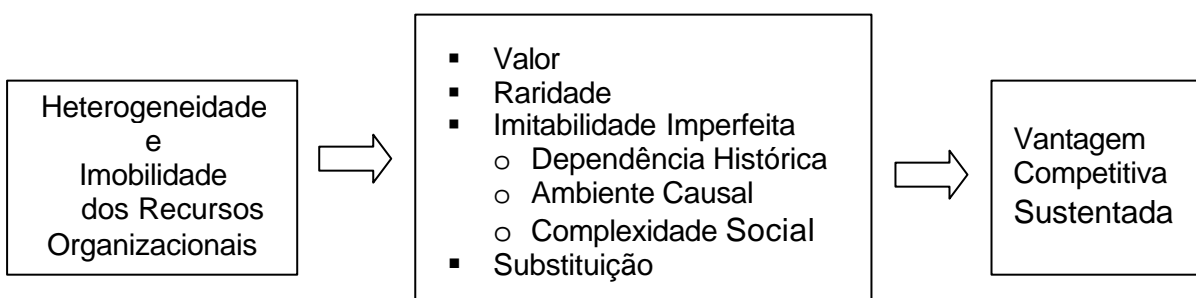 Heterogeneidade
e
Imobilidade
dos Recursos
Organizacionais
▪ Valor
▪ Raridade
▪ Imitabilidade Imperfeita
o Dependência Histórica
o Ambiente Causal
o Complexidade Social
▪ Substituição
Vantagem
Competitiva
Sustentada